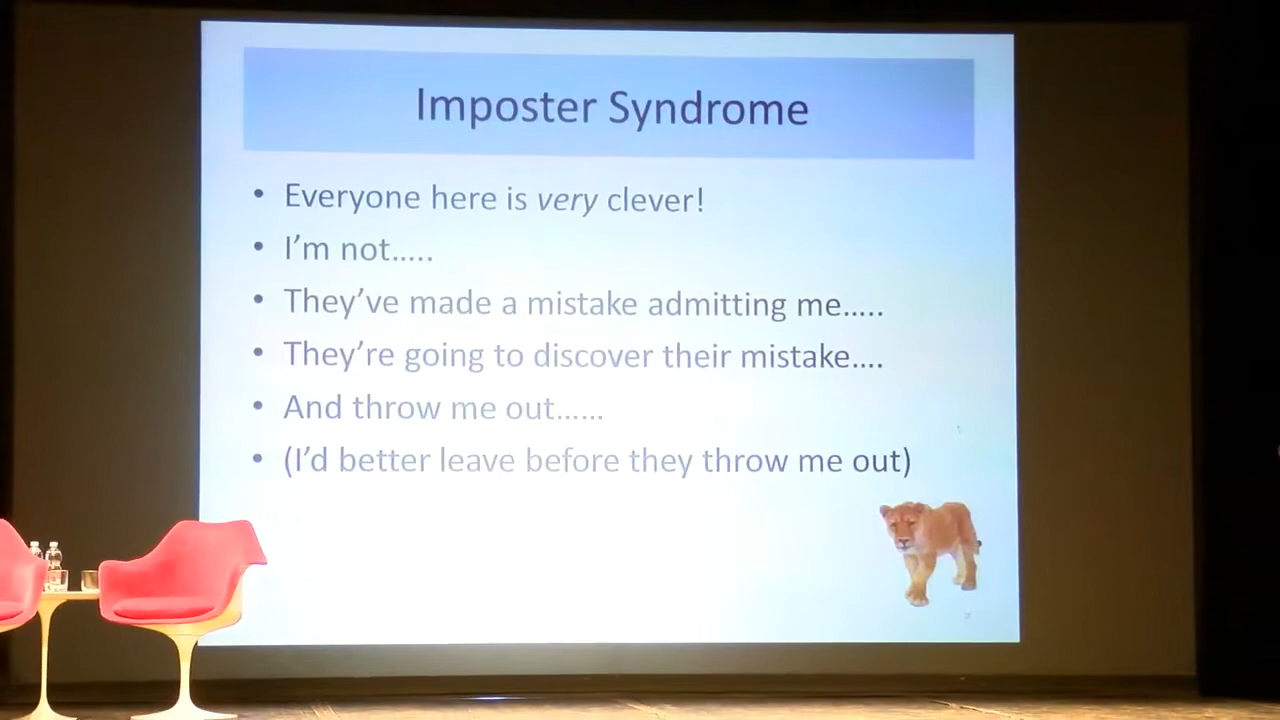 Imposter Syndrome
• Everyone here is very clever!
• I'm not.....
• They've made a mistake admitting me.....
• They're going to discover their mistake....
• And throw me out......
• (I'd better leave before they throw me out)